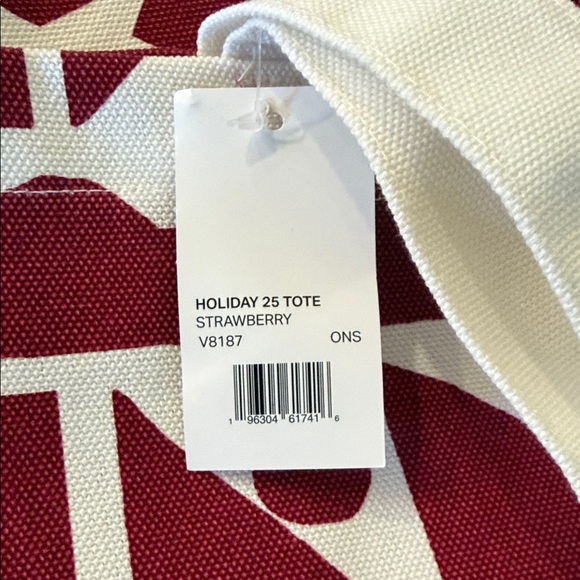 HOLIDAY 25 TOTE
STRAWBERRY
V8187 ONS
1 96304 61741 6